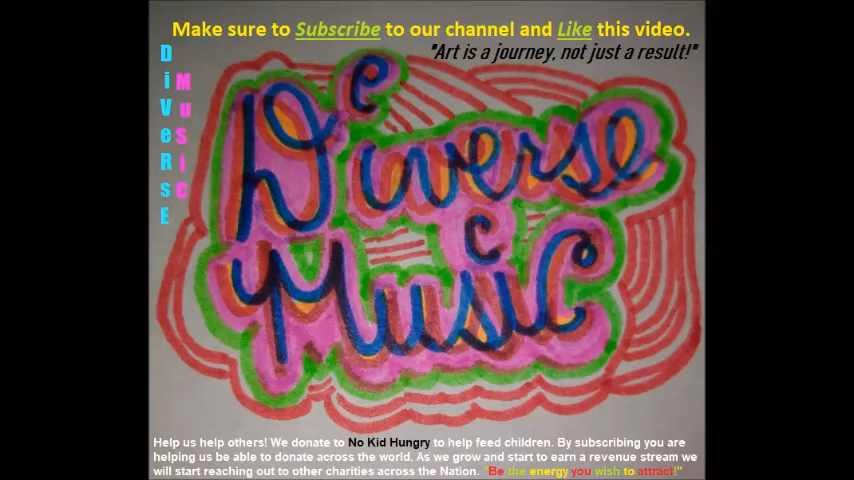 Make sure to Subscribe to our channel and Like this video.
"Art is a journey, not just a result!"
DiVeRsE
MusiC
Diverse
Music
Help us help others! We donate to No Kid Hungry to help feed children. By subscribing you are
helping us be able to donate across the world. As we grow and start to earn a revenue stream we
will start reaching out to other charities across the Nation. "Be the energy you wish to attract!"